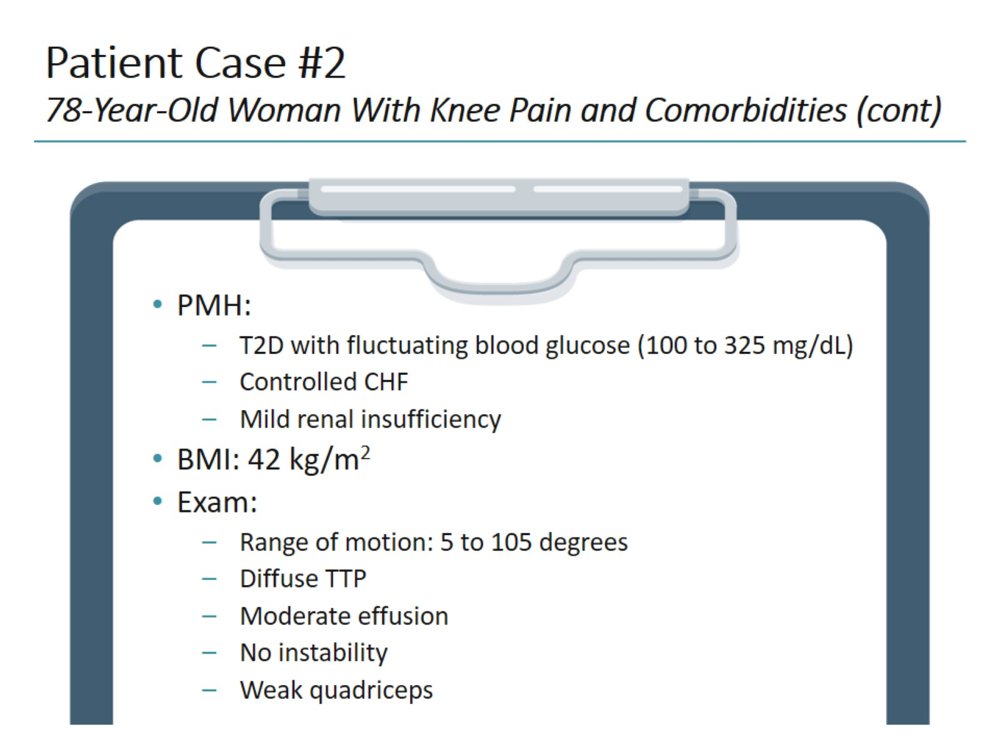 Patient Case #2
78-Year-Old Woman With Knee Pain and Comorbidities (cont)
• PMH:
– T2D with fluctuating blood glucose (100 to 325 mg/dL)
– Controlled CHF
– Mild renal insufficiency
• BMI: 42 kg/m²
• Exam:
– Range of motion: 5 to 105 degrees
– Diffuse TTP
– Moderate effusion
– No instability
– Weak quadriceps